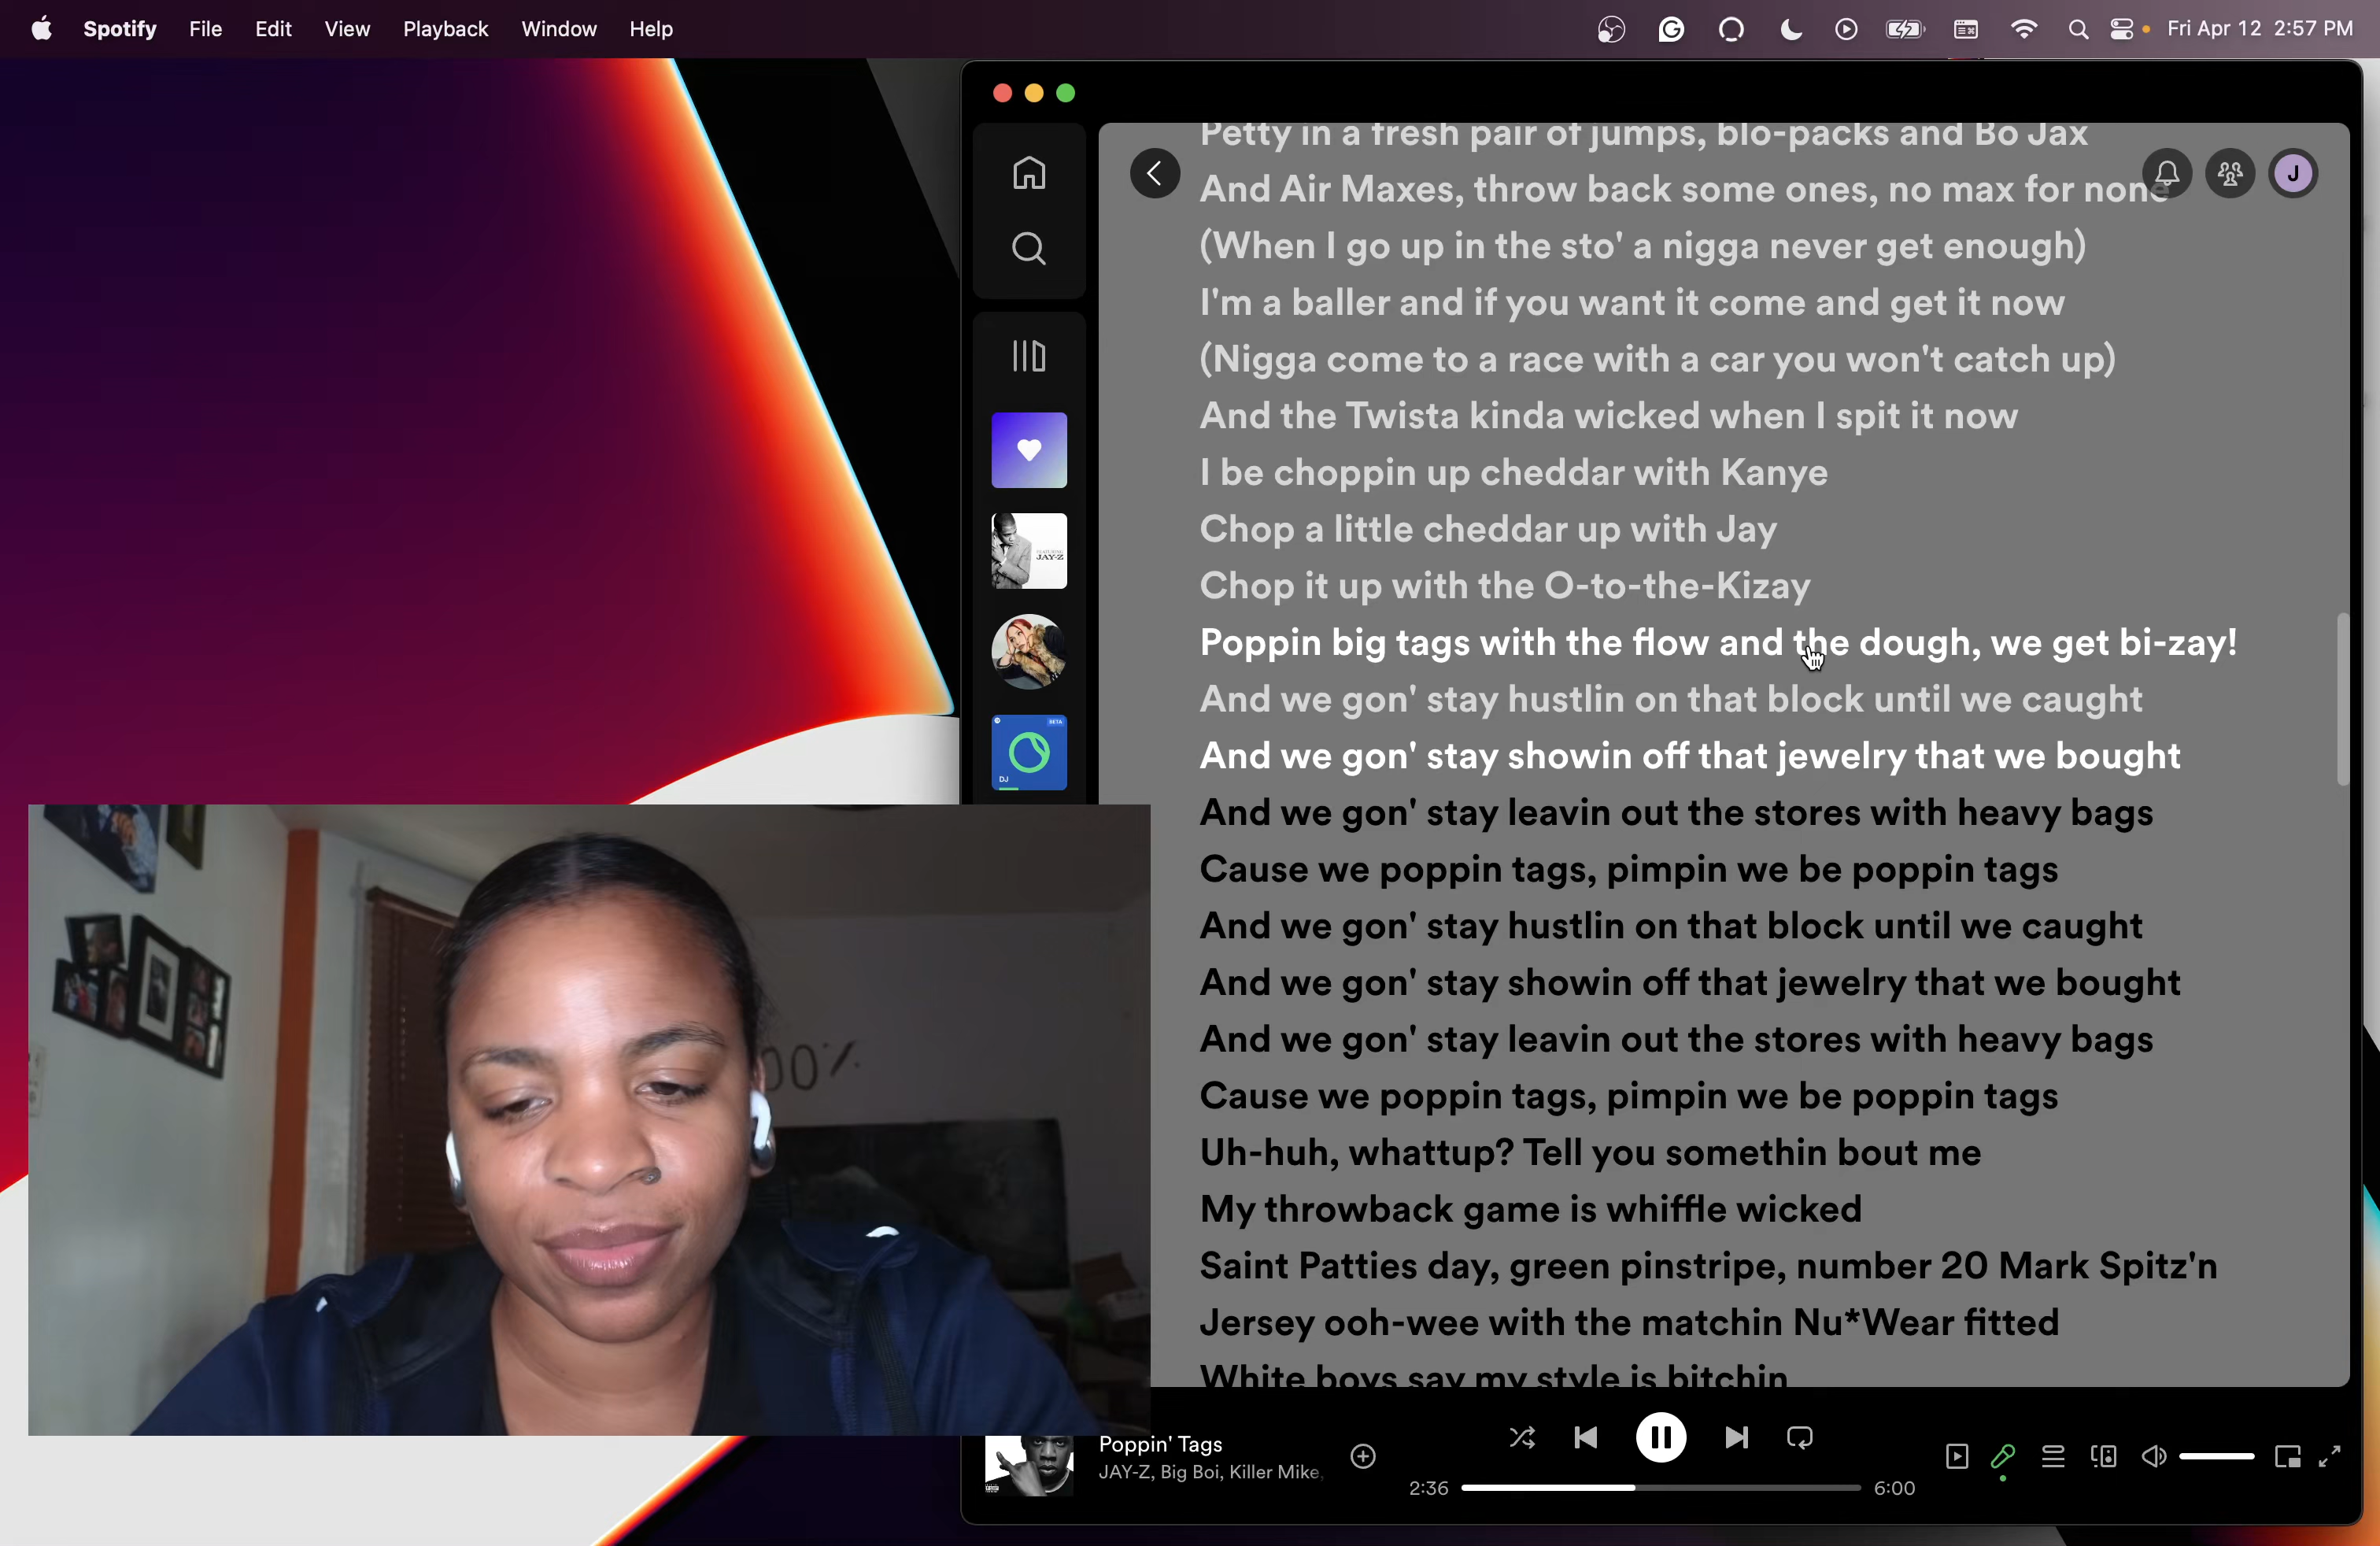 Spotify File Edit View Playback Window Help
Fri Apr 12 2:57 PM
Petty in a fresh pair of jumps, blo-packs and Bo Jax
And Air Maxes, throw back some ones, no max for none
J
(When I go up in the sto' a nigga never get enough)
I'm a baller and if you want it come and get it now
(Nigga come to a race with a car you won't catch up)
And the Twista kinda wicked when I spit it now
I be choppin up cheddar with Kanye
Chop a little cheddar up with Jay
JAY-Z
Chop it up with the O-to-the-Kizay
Poppin big tags with the flow and the dough, we get bi-zay!
And we gon' stay hustlin on that block until we caught
BETA
DJ
And we gon' stay showin off that jewelry that we bought
And we gon' stay leavin out the stores with heavy bags
Cause we poppin tags, pimpin we be poppin tags
And we gon' stay hustlin on that block until we caught
And we gon' stay showin off that jewelry that we bought
And we gon' stay leavin out the stores with heavy bags
00%
Cause we poppin tags, pimpin we be poppin tags
Uh-huh, whattup? Tell you somethin bout me
My throwback game is whiffle wicked
Saint Patties day, green pinstripe, number 20 Mark Spitz'n
Jersey ooh-wee with the matchin Nu*Wear fitted
White boys say my style is bitchin
Poppin' Tags
JAY-Z, Big Boi, Killer Mike,
2:36
6:00